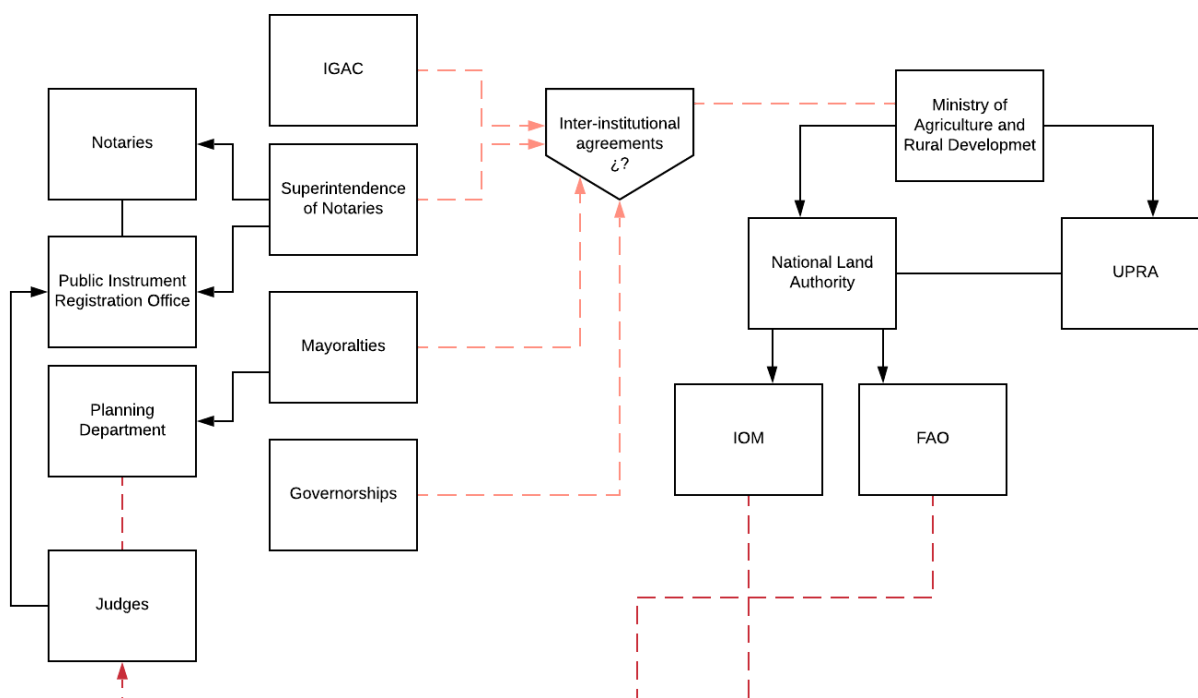 IGAC
Notaries
Superintendence
of Notaries
Public Instrument
Registration Office
Mayoralties
Planning
Department
Governorships
Judges
Inter-institutional
agreements
¿?
Ministry of
Agriculture and
Rural Developmet
National Land
Authority
UPRA
IOM
FAO